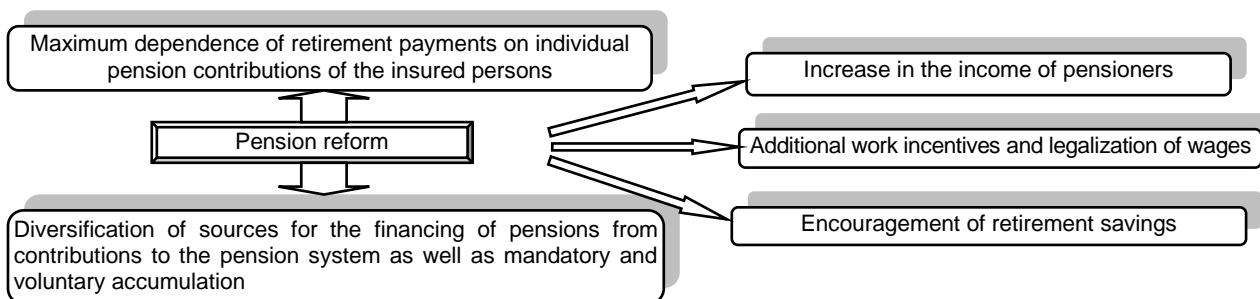 Maximum dependence of retirement payments on individual
pension contributions of the insured persons
Pension reform
Diversification of sources for the financing of pensions from
contributions to the pension system as well as mandatory and
voluntary accumulation
Increase in the income of pensioners
Additional work incentives and legalization of wages
Encouragement of retirement savings